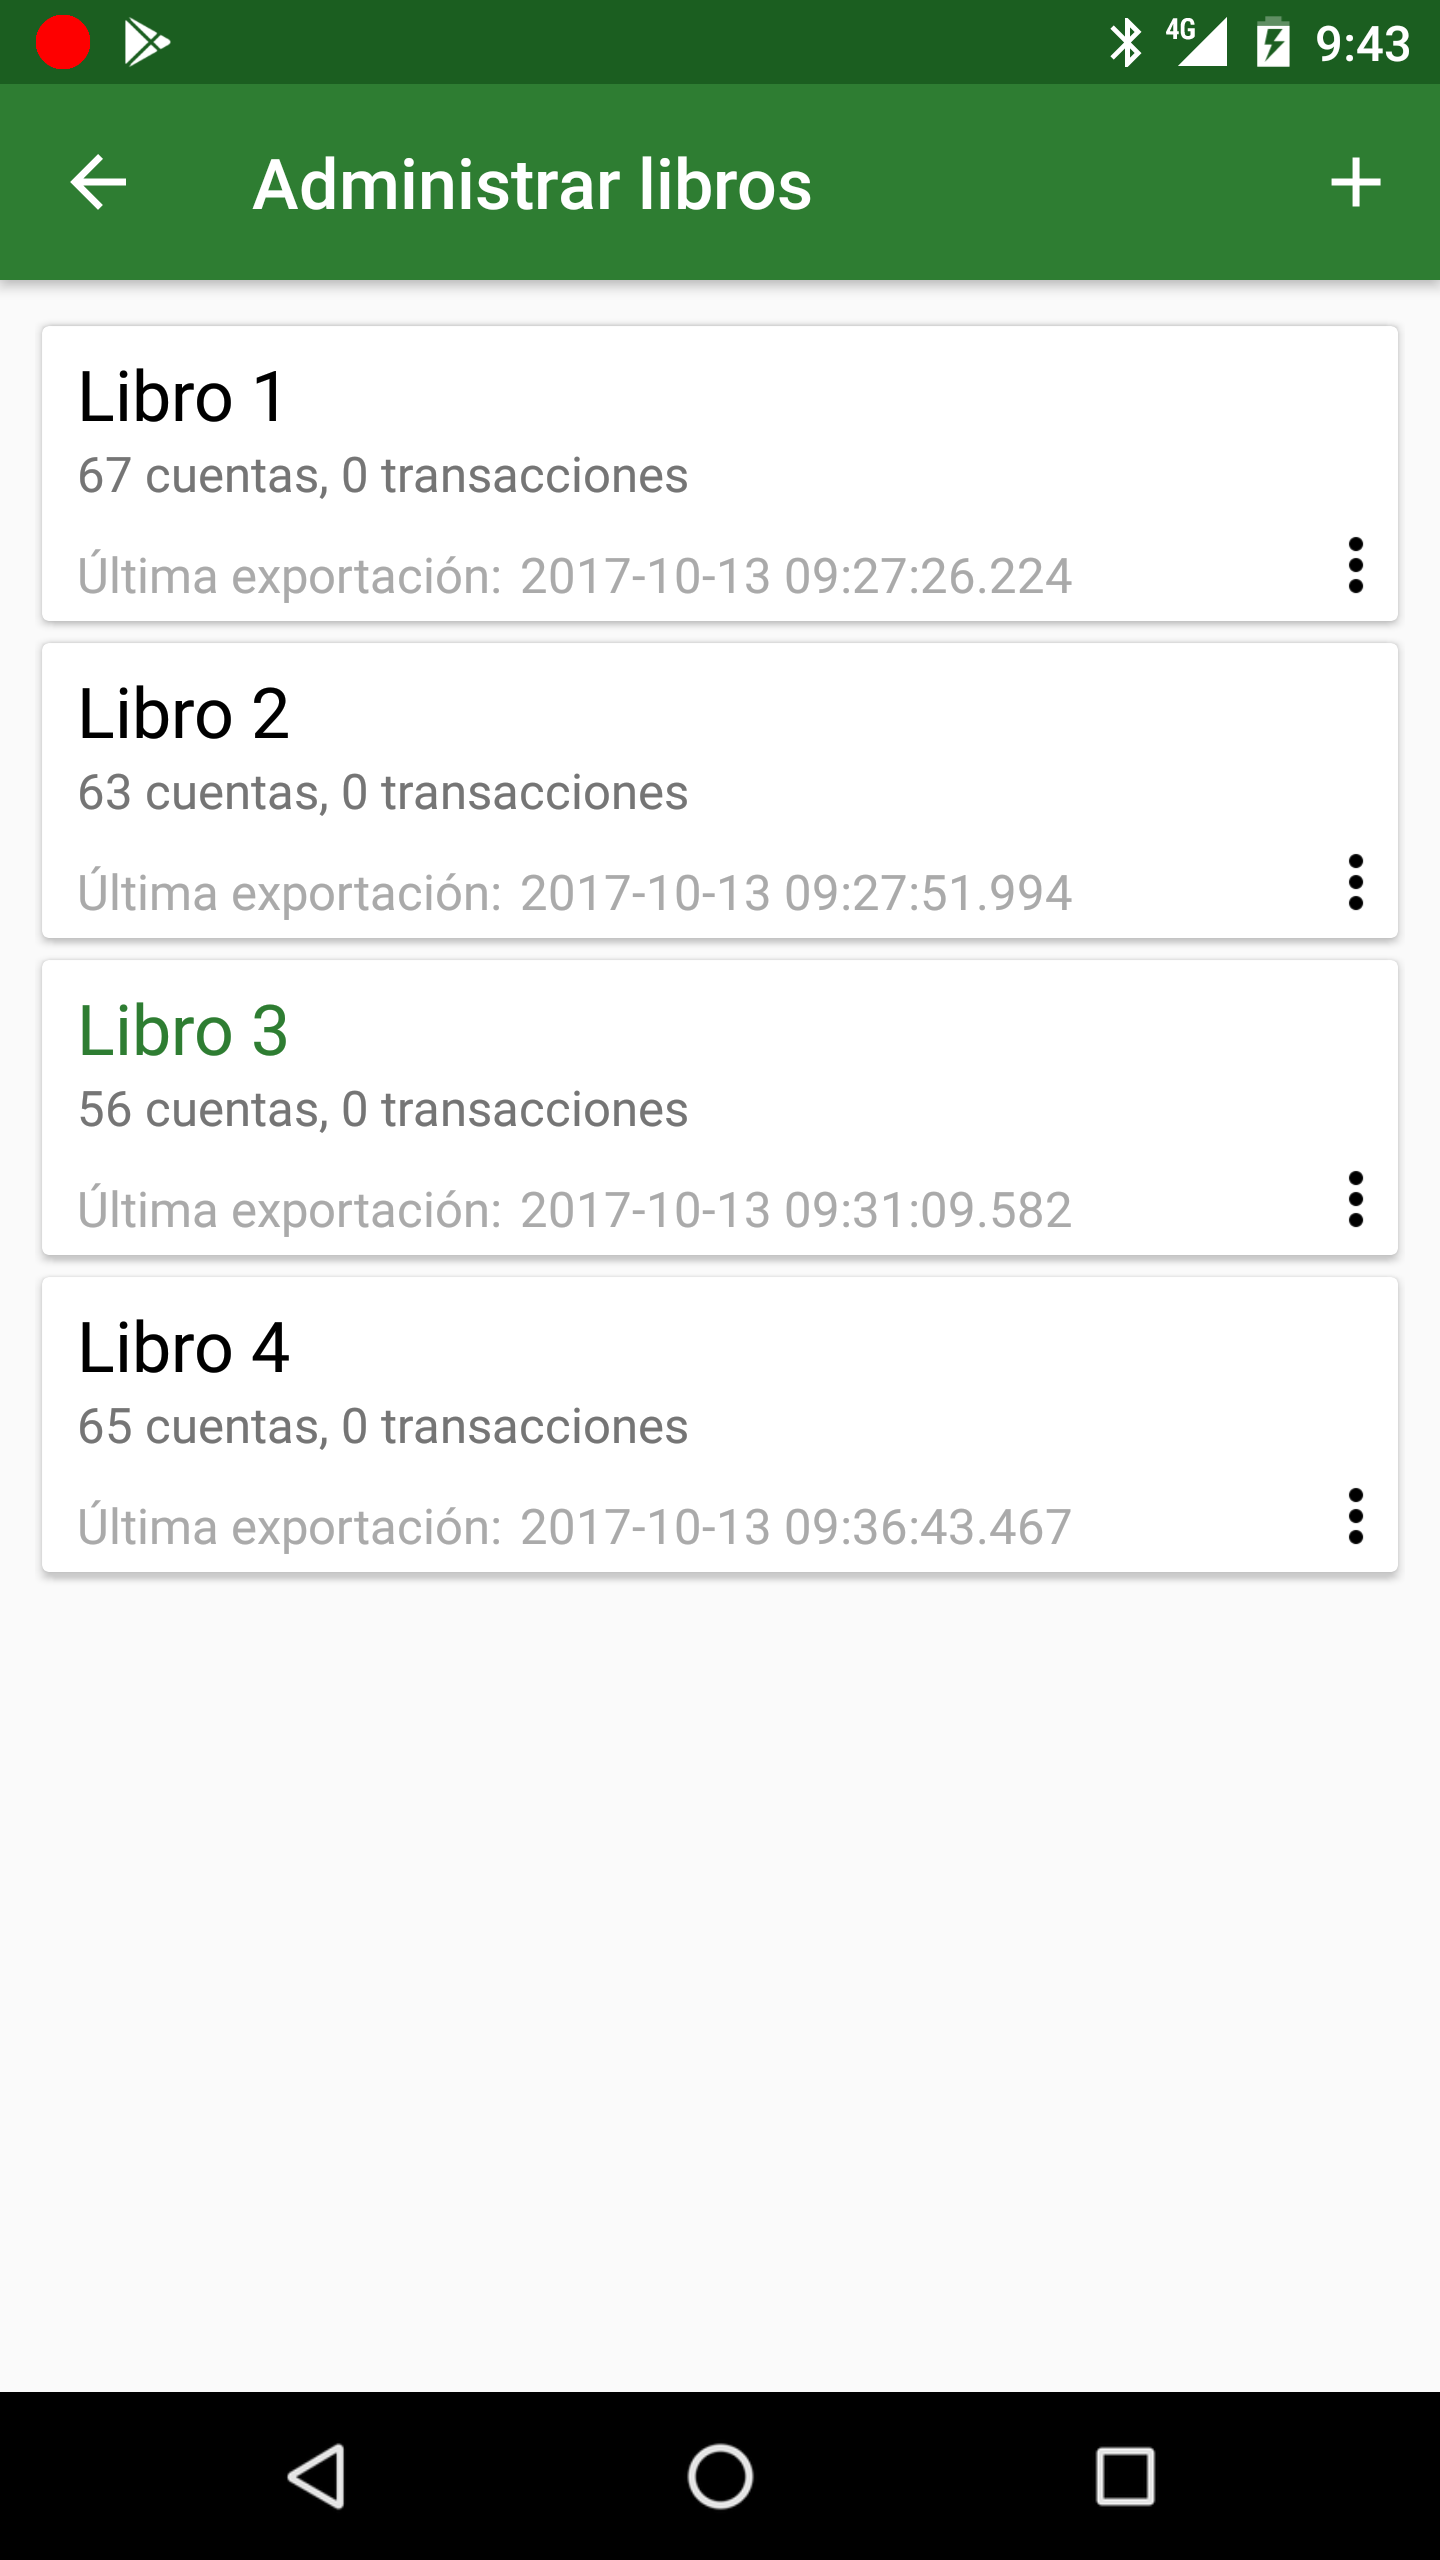 4G 9:43
Administrar libros
Libro 1
67 cuentas, 0 transacciones
Última exportación: 2017-10-13 09:27:26.224
Libro 2
63 cuentas, 0 transacciones
Última exportación: 2017-10-13 09:27:51.994
Libro 3
56 cuentas, 0 transacciones
Última exportación: 2017-10-13 09:31:09.582
Libro 4
65 cuentas, 0 transacciones
Última exportación: 2017-10-13 09:36:43.467